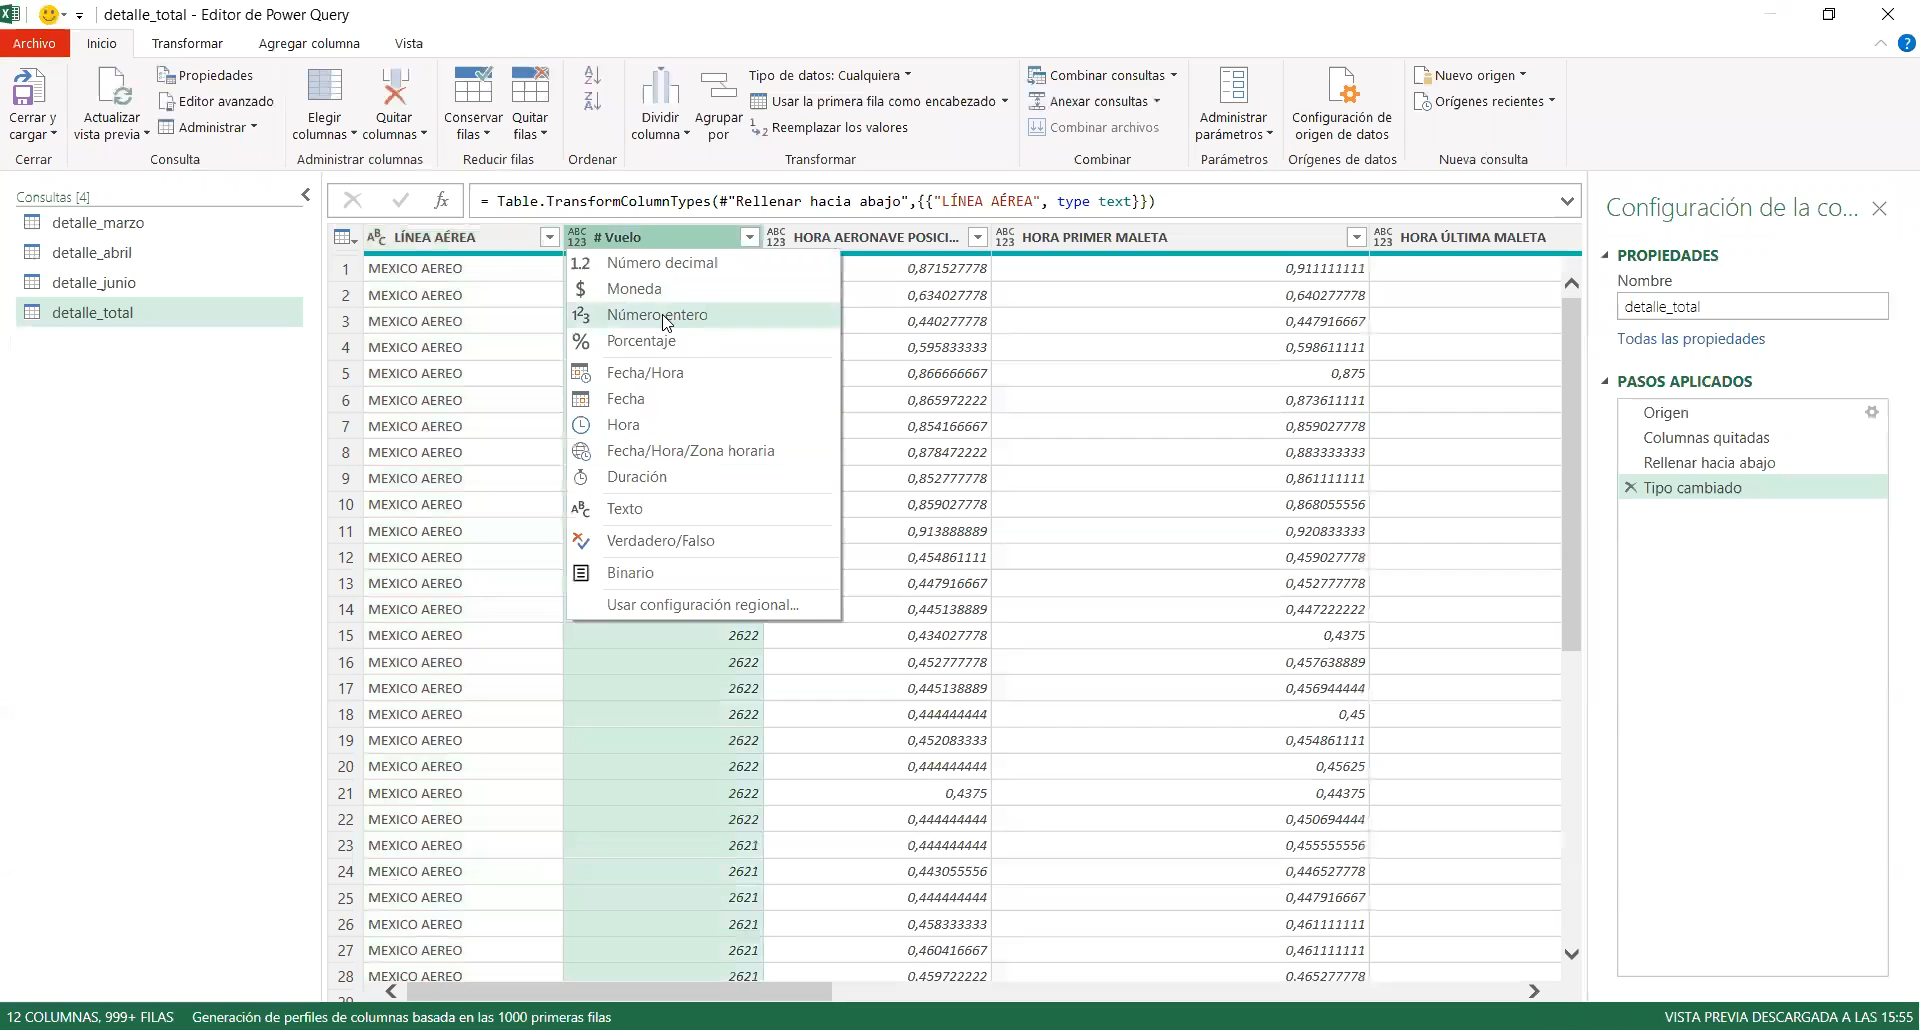 detalle_total - Editor de Power Query
Archivo
Inicio
Transformar
Agregar columna
Vista
?
Cerrar y
cargar
Cerrar
Actualizar
vista previa
Propiedades
Editor avanzado
Administrar
Consulta
Elegir
columnas
Quitar
columnas
Administrar columnas
Conservar
filas
Quitar
filas
Reducir filas
Ordenar
Dividir
columna
Agrupar
por
Tipo de datos: Cualquiera
Usar la primera fila como encabezado
Reemplazar los valores
Transformar
Combinar consultas
Anexar consultas
Combinar archivos
Combinar
Administrar
parámetros
Parámetros
Configuración de
origen de datos
Orígenes de datos
Nuevo origen
Orígenes recientes
Nueva consulta
Consultas [4]
detalle_marzo
detalle_abril
detalle_junio
detalle_total
fx
= Table.TransformColumnTypes(#"Rellenar hacia abajo",{{"LÍNEA AÉREA", type text}})
ABC LÍNEA AÉREA
ABC 123 # Vuelo
ABC 123 HORA AERONAVE POSICI...
ABC 123 HORA PRIMER MALETA
ABC 123 HORA ÚLTIMA MALETA
1.2 Número decimal
$ Moneda
123 Número entero
% Porcentaje
Fecha/Hora
Fecha
Hora
Fecha/Hora/Zona horaria
Duración
ABC Texto
Verdadero/Falso
Binario
Usar configuración regional...
1 MEXICO AEREO 0,871527778 0,911111111
2 MEXICO AEREO 0,634027778 0,640277778
3 MEXICO AEREO 0,440277778 0,447916667
4 MEXICO AEREO 0,595833333 0,598611111
5 MEXICO AEREO 0,866666667 0,875
6 MEXICO AEREO 0,865972222 0,873611111
7 MEXICO AEREO 0,854166667 0,859027778
8 MEXICO AEREO 0,878472222 0,883333333
9 MEXICO AEREO 0,852777778 0,861111111
10 MEXICO AEREO 0,859027778 0,868055556
11 MEXICO AEREO 0,913888889 0,920833333
12 MEXICO AEREO 0,454861111 0,459027778
13 MEXICO AEREO 0,447916667 0,452777778
14 MEXICO AEREO 0,445138889 0,447222222
15 MEXICO AEREO 2622 0,434027778 0,4375
16 MEXICO AEREO 2622 0,452777778 0,457638889
17 MEXICO AEREO 2622 0,445138889 0,456944444
18 MEXICO AEREO 2622 0,444444444 0,45
19 MEXICO AEREO 2622 0,452083333 0,454861111
20 MEXICO AEREO 2622 0,444444444 0,45625
21 MEXICO AEREO 2622 0,4375 0,44375
22 MEXICO AEREO 2622 0,444444444 0,450694444
23 MEXICO AEREO 2621 0,444444444 0,455555556
24 MEXICO AEREO 2621 0,443055556 0,446527778
25 MEXICO AEREO 2621 0,444444444 0,447916667
26 MEXICO AEREO 2621 0,458333333 0,461111111
27 MEXICO AEREO 2621 0,460416667 0,461111111
28 MEXICO AEREO 2621 0,459722222 0,465277778
29
Configuración de la co...
PROPIEDADES
Nombre
detalle_total
Todas las propiedades
PASOS APLICADOS
Origen
Columnas quitadas
Rellenar hacia abajo
Tipo cambiado
12 COLUMNAS, 999+ FILAS
Generación de perfiles de columnas basada en las 1000 primeras filas
VISTA PREVIA DESCARGADA A LAS 15:55